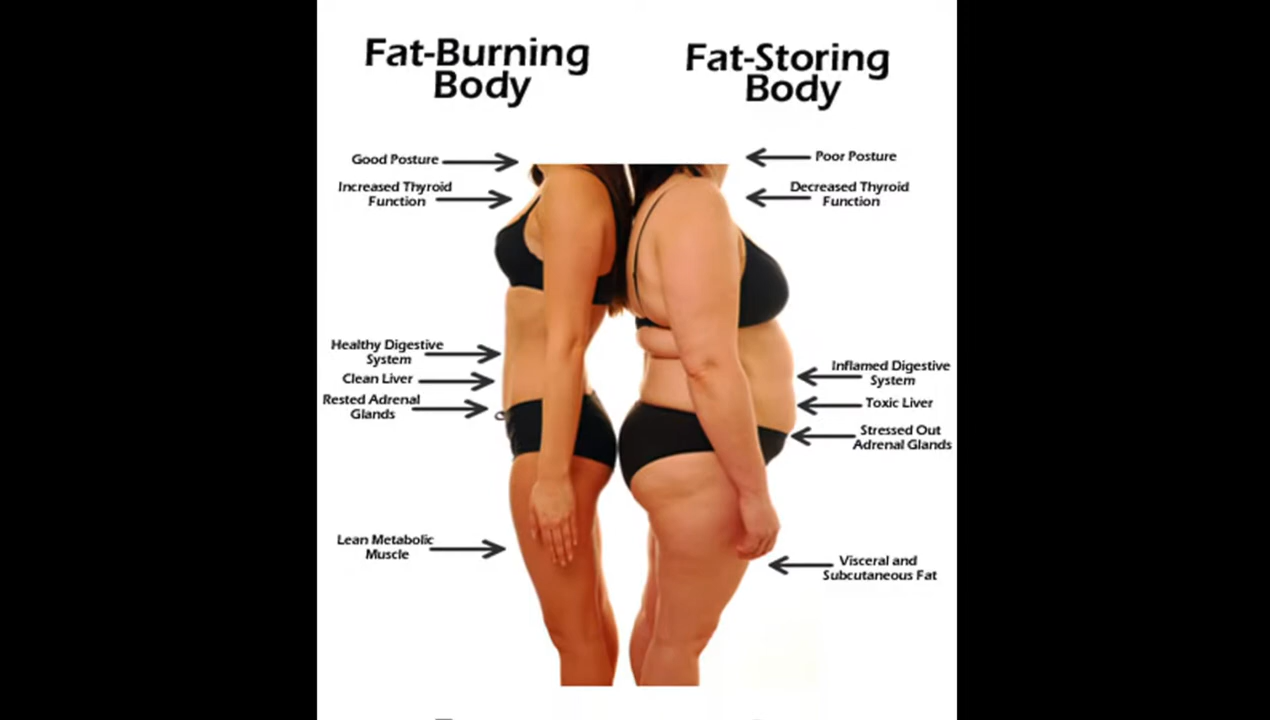 Fat-Burning
Body
Fat-Storing
Body
Good Posture
Increased Thyroid
Function
Healthy Digestive
System
Clean Liver
Rested Adrenal
Glands
Lean Metabolic
Muscle
Poor Posture
Decreased Thyroid
Function
Inflamed Digestive
System
Toxic Liver
Stressed Out
Adrenal Glands
Visceral and
Subcutaneous Fat